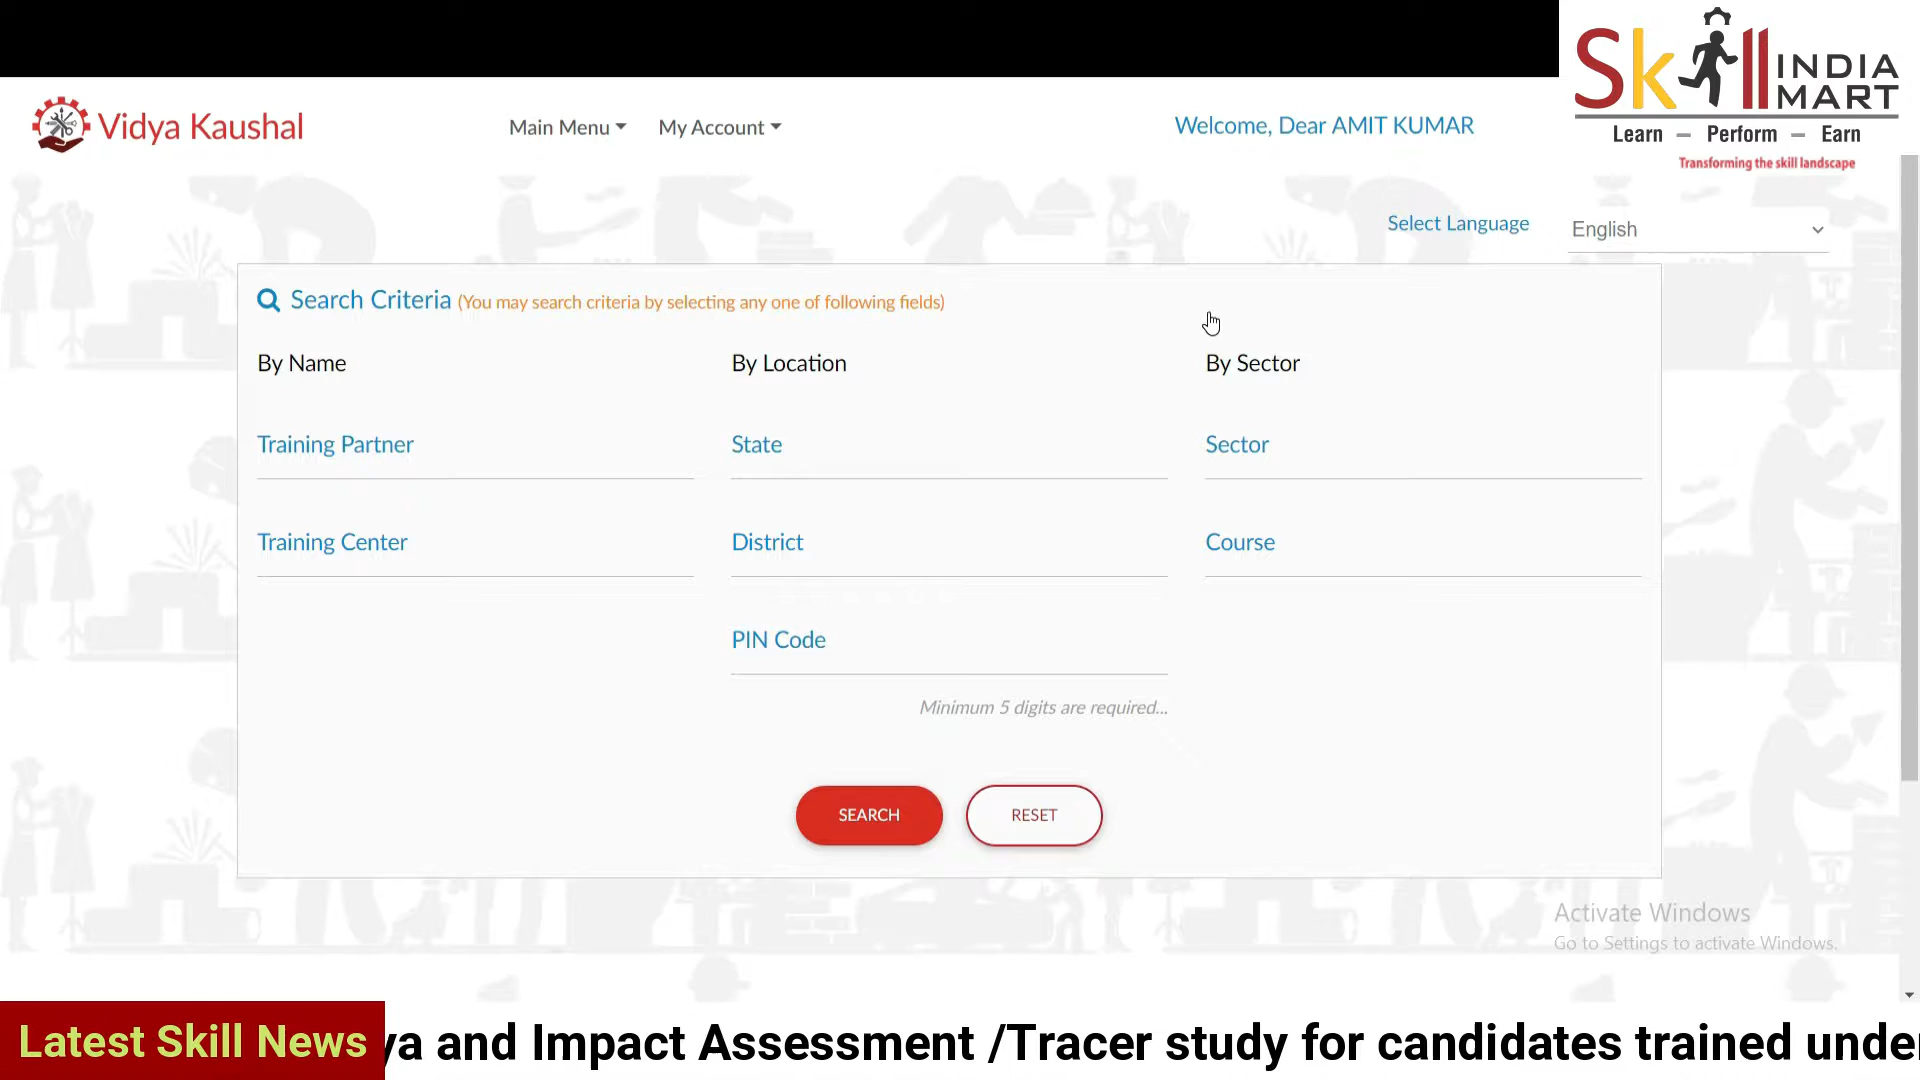 Skill INDIA MART
Learn – Perform – Earn
Transforming the skill landscape
Vidya Kaushal
Main Menu
My Account
Welcome, Dear AMIT KUMAR
Select Language
English
Search Criteria (You may search criteria by selecting any one of following fields)
By Name
By Location
By Sector
Training Partner
State
Sector
Training Center
District
Course
PIN Code
Minimum 5 digits are required...
SEARCH
RESET
Activate Windows
Go to Settings to activate Windows.
Latest Skill News
ya and Impact Assessment /Tracer study for candidates trained under